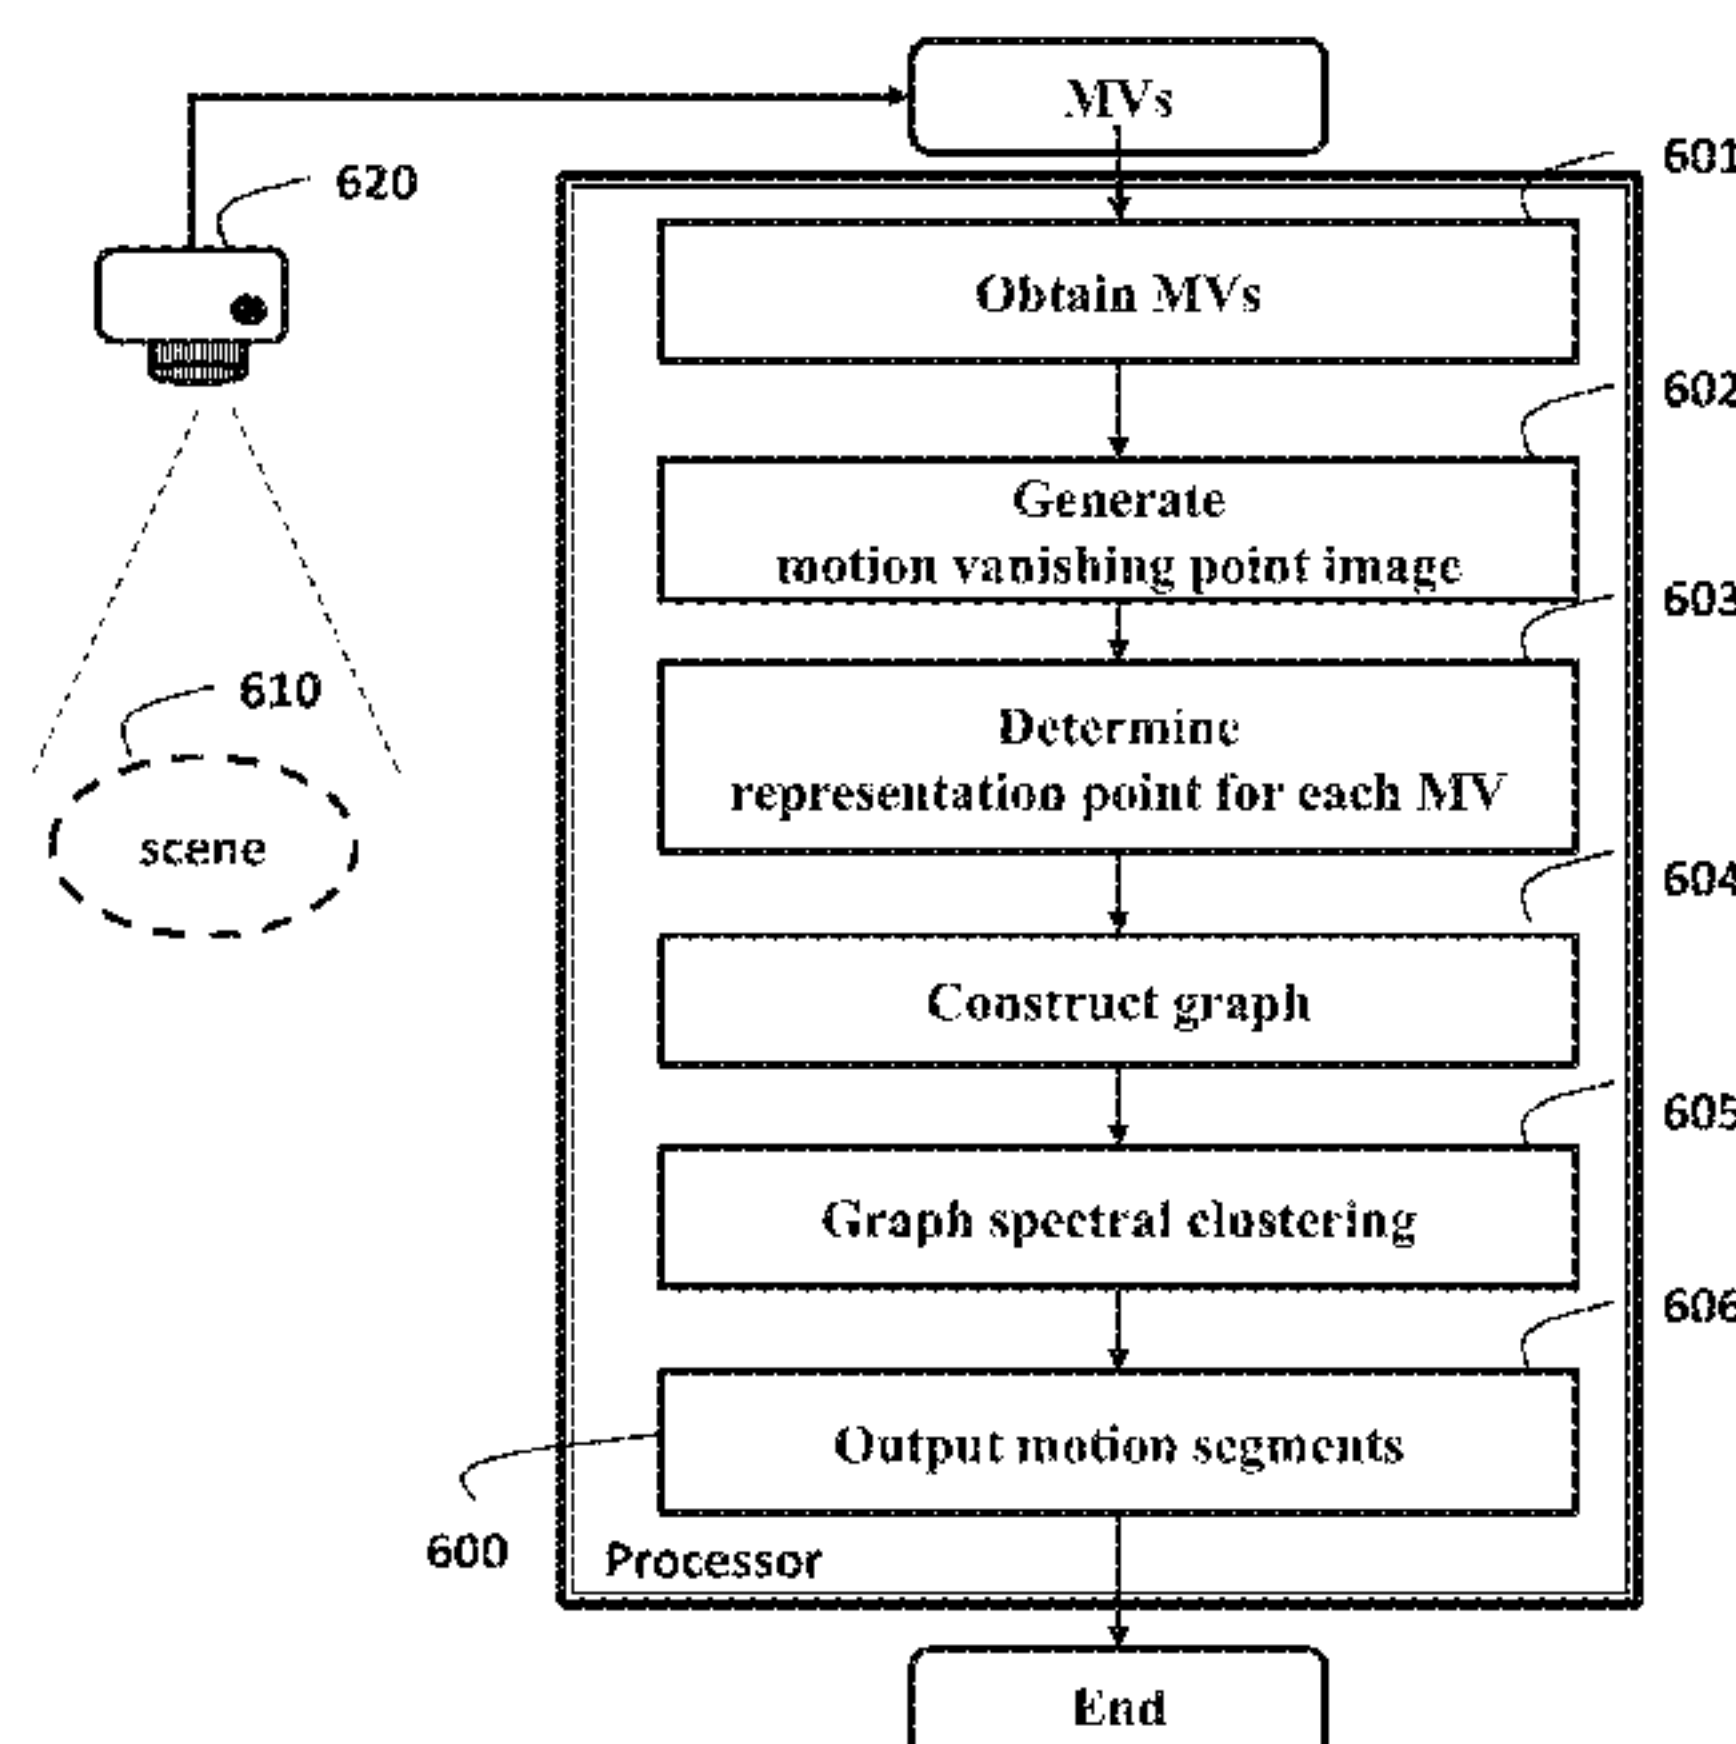 MVs
601
620
Obtain MVs
602
Generate
motion vanishing point image
603
610
Determine
representation point for each MV
scene
604
Construct graph
605
Graph spectral clustering
606
Output motion segments
600
Processor
End